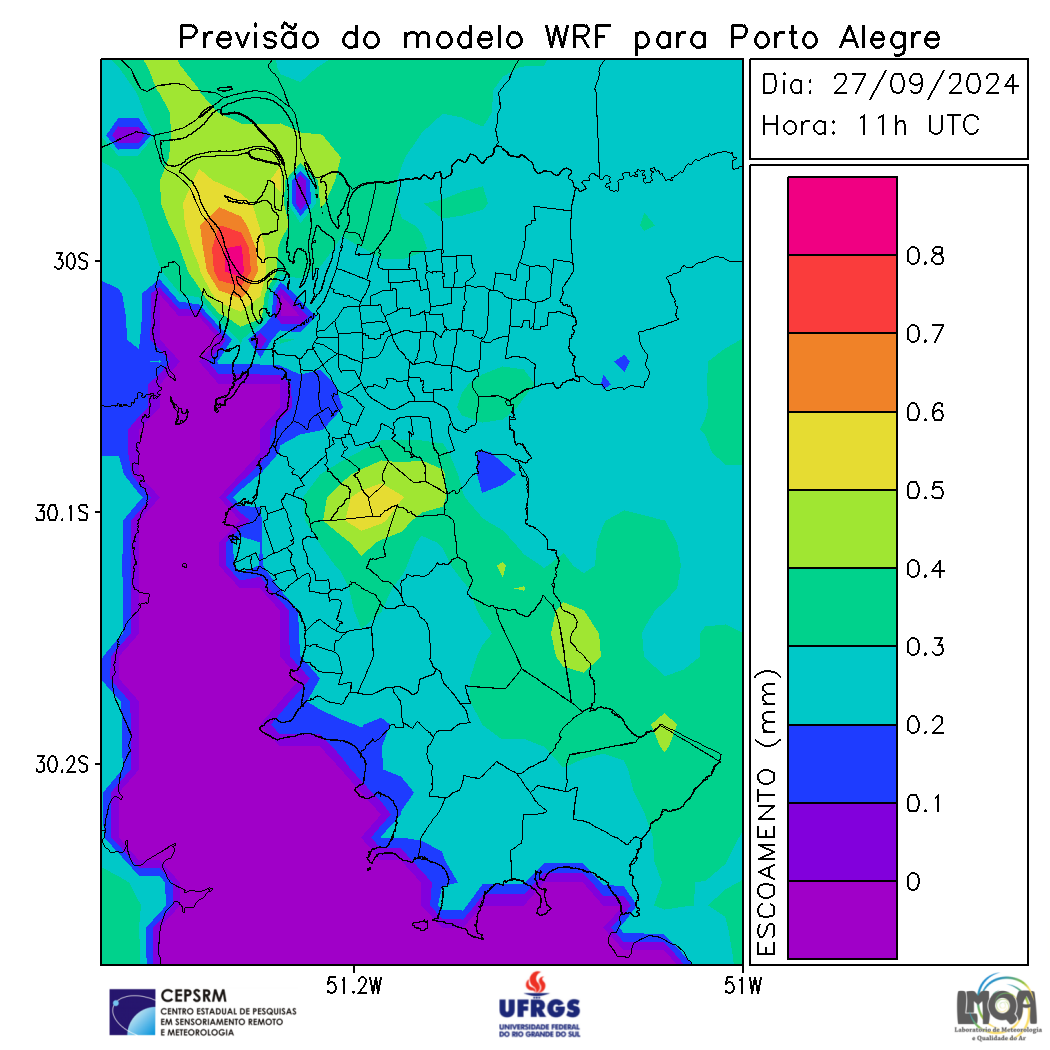 Previsão do modelo WRF para Porto Alegre
Dia: 27/09/2024
Hora: 11h UTC
30S
30.1S
30.2S
51.2W
51W
ESCOAMENTO (mm)
0.8
0.7
0.6
0.5
0.4
0.3
0.2
0.1
0
CEPSRM
CENTRO ESTADUAL DE PESQUISAS
EM SENSORIAMENTO REMOTO
E METEOROLOGIA
UFRGS
UNIVERSIDADE FEDERAL
DO RIO GRANDE DO SUL
LMQA
Laboratório de Meteorologia
e Qualidade do Ar